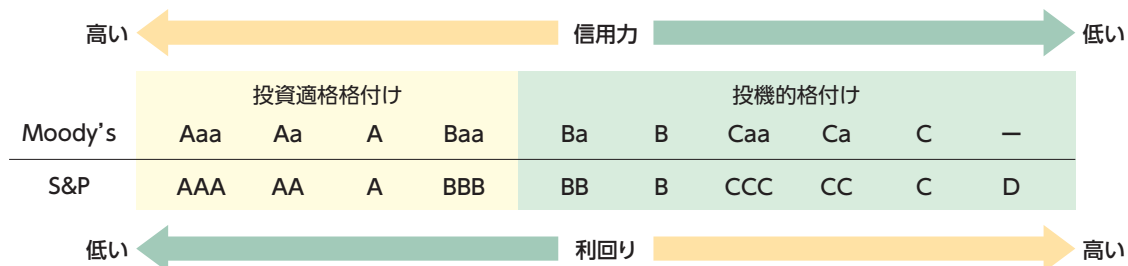 高い 信用力 低い
投資適格格付け 投機的格付け
Moody's Aaa Aa A Baa Ba B Caa Ca C ー
S&P AAA AA A BBB BB B CCC CC C D
低い 利回り 高い